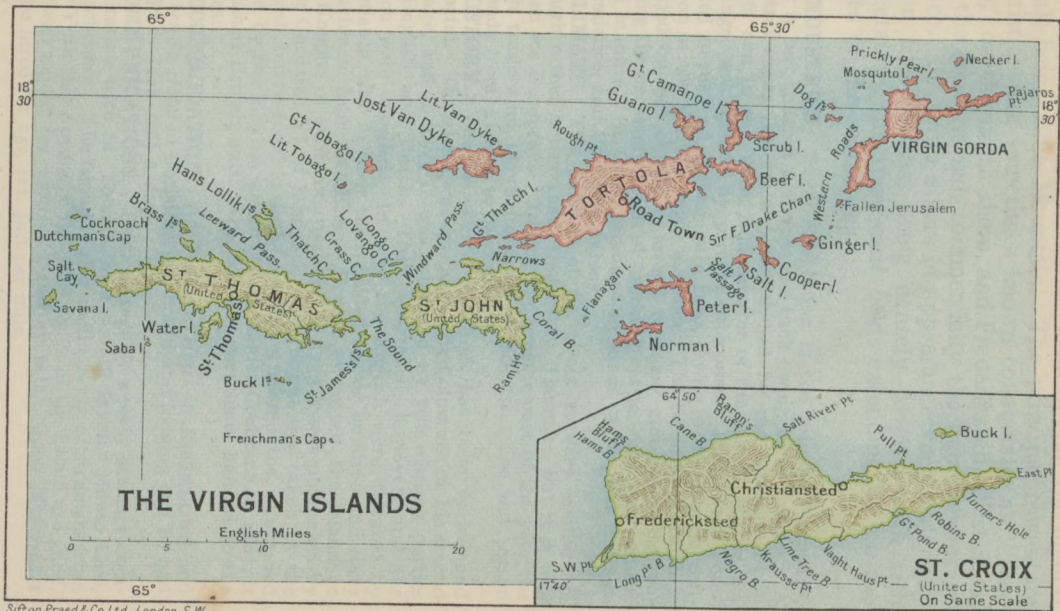 65°
65°30'
18°
30
18°
30
Necker I.
Prickly Pear I.
Mosquito I.
Pajaros
Pt
Gt Camanoe I.
Guano I.
Dog Is
Lit. Van Dyke
Jost Van Dyke
Gt Tobago I.
Lit. Tobago I.
Rough Pt
Scrub I.
Western Roads
VIRGIN GORDA
TORTOLA
Beef I.
Road Town
Sir F. Drake Chan.
Fallen Jerusalem
Hans Lollik Is
Brass Is
Cockroach
Dutchman's Cap
Leeward Pass.
Thatch C.
Congo C.
Lovango C.
Grass C.
Windward Pass.
Gt Thatch I.
Narrows
Ginger I.
Cooper I.
Salt I.
Salt I.
Passage
Salt
Cay
Savana I.
ST THOMAS
(United States)
St Thomas
Water I.
Saba I.
The Sound
ST JOHN
(United States)
Coral B.
Flanagan I.
Peter I.
Norman I.
Ram Hd
St James Is
Buck Is
Frenchman's Cap
THE VIRGIN ISLANDS
English Miles
0 5 10 20
65°
64°50'
Hams
Bluff
Hams B.
Cane B.
Baron's
Bluff
Salt River Pt
Pull Pt
Buck I.
East Pt
Christiansted
Fredericksted
Turners Hole
Robins B.
Gt Pond B.
Vaght Haus Pt
Lime Tree B.
Krausse Pt
Negro B.
Long Pt B.
S.W. Pt
17°40'
ST. CROIX
(United States)
On Same Scale
Sifton Praed & Co. Ltd. London. S.W.